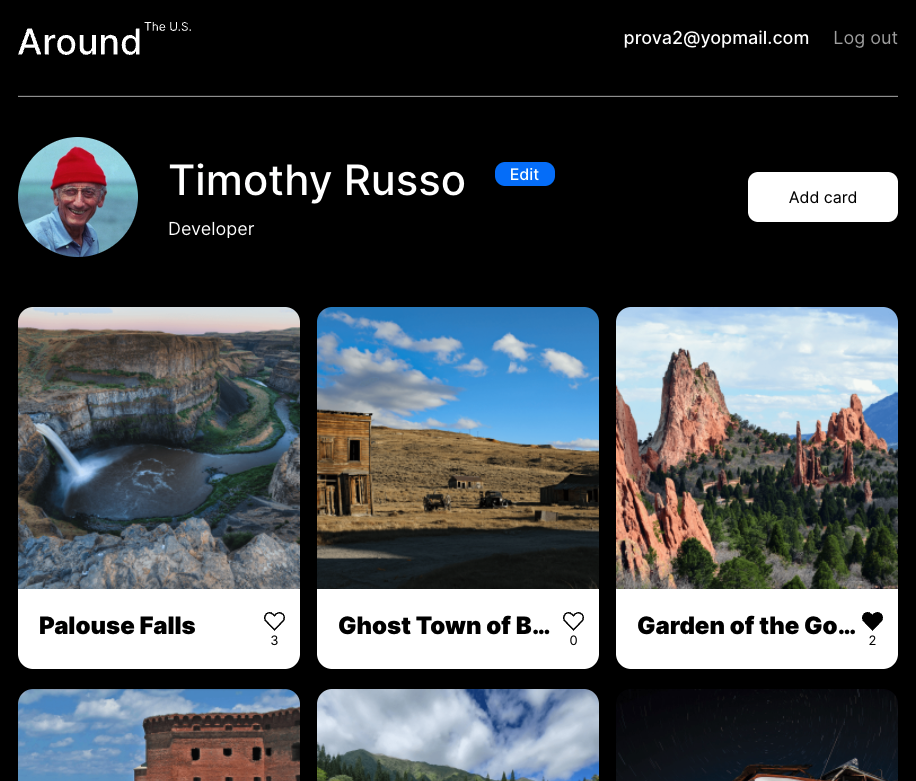 Around The U.S.
prova2@yopmail.com Log out
Timothy Russo Edit
Developer
Add card
Palouse Falls
3
Ghost Town of B...
0
Garden of the Go...
2